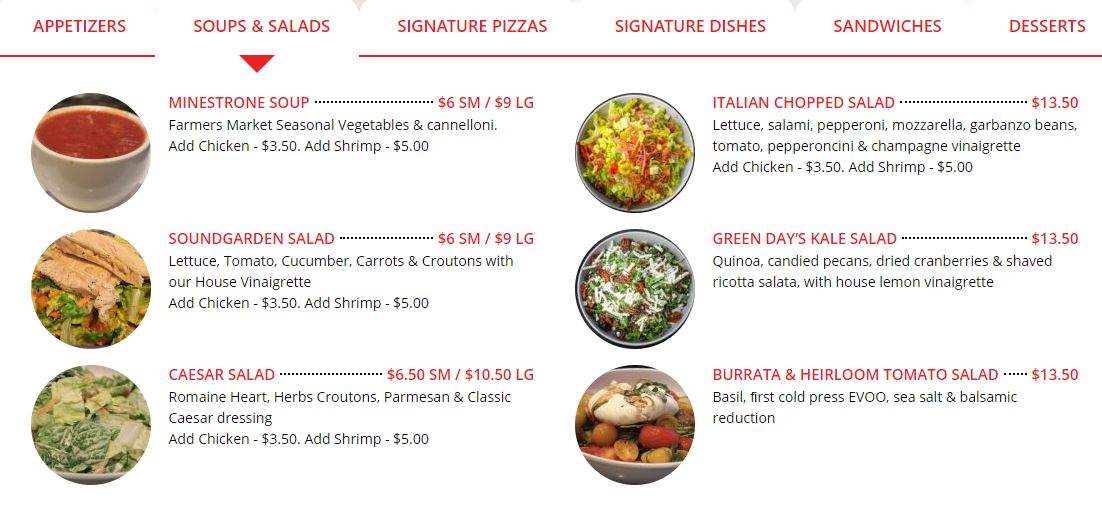 APPETIZERS SOUPS & SALADS SIGNATURE PIZZAS SIGNATURE DISHES SANDWICHES DESSERTS
MINESTRONE SOUP $6 SM / $9 LG
Farmers Market Seasonal Vegetables & cannelloni.
Add Chicken - $3.50. Add Shrimp - $5.00
SOUNDGARDEN SALAD $6 SM / $9 LG
Lettuce, Tomato, Cucumber, Carrots & Croutons with
our House Vinaigrette
Add Chicken - $3.50. Add Shrimp - $5.00
CAESAR SALAD $6.50 SM / $10.50 LG
Romaine Heart, Herbs Croutons, Parmesan & Classic
Caesar dressing
Add Chicken - $3.50. Add Shrimp - $5.00
ITALIAN CHOPPED SALAD $13.50
Lettuce, salami, pepperoni, mozzarella, garbanzo beans,
tomato, pepperoncini & champagne vinaigrette
Add Chicken - $3.50. Add Shrimp - $5.00
GREEN DAY'S KALE SALAD $13.50
Quinoa, candied pecans, dried cranberries & shaved
ricotta salata, with house lemon vinaigrette
BURRATA & HEIRLOOM TOMATO SALAD $13.50
Basil, first cold press EVOO, sea salt & balsamic
reduction